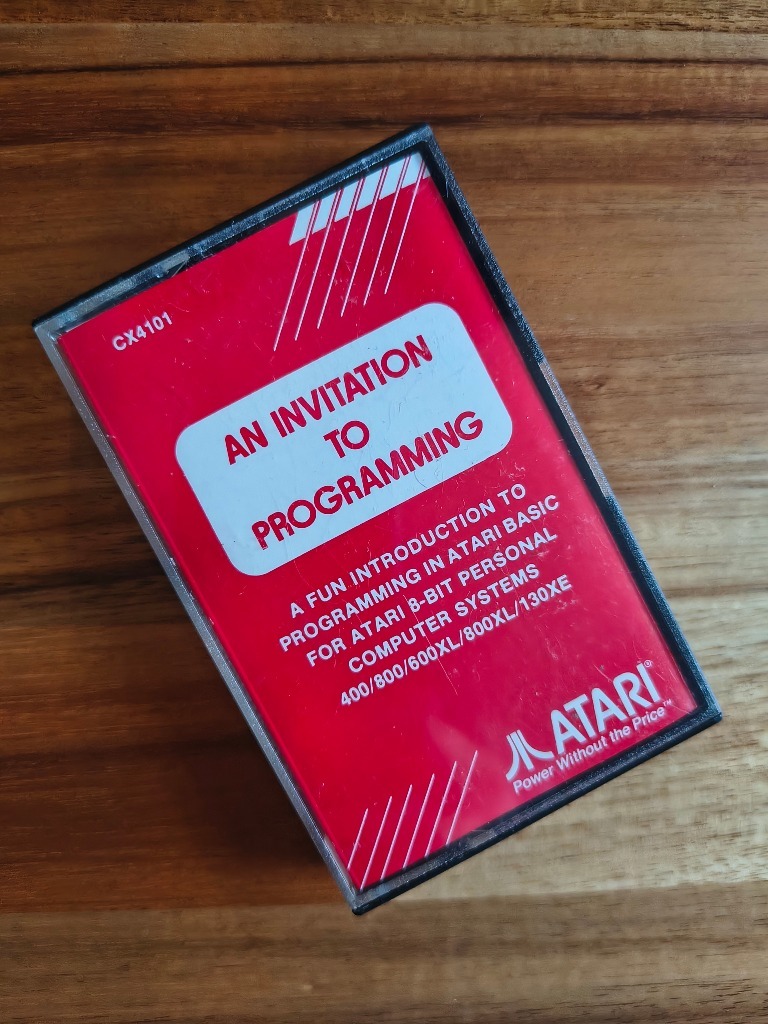 CX4101
AN INVITATION
TO
PROGRAMMING
A FUN INTRODUCTION TO
PROGRAMMING IN ATARI BASIC
FOR ATARI 8-BIT PERSONAL
COMPUTER SYSTEMS
400/800/600XL/800XL/130XE
ATARI®
Power Without the Price™